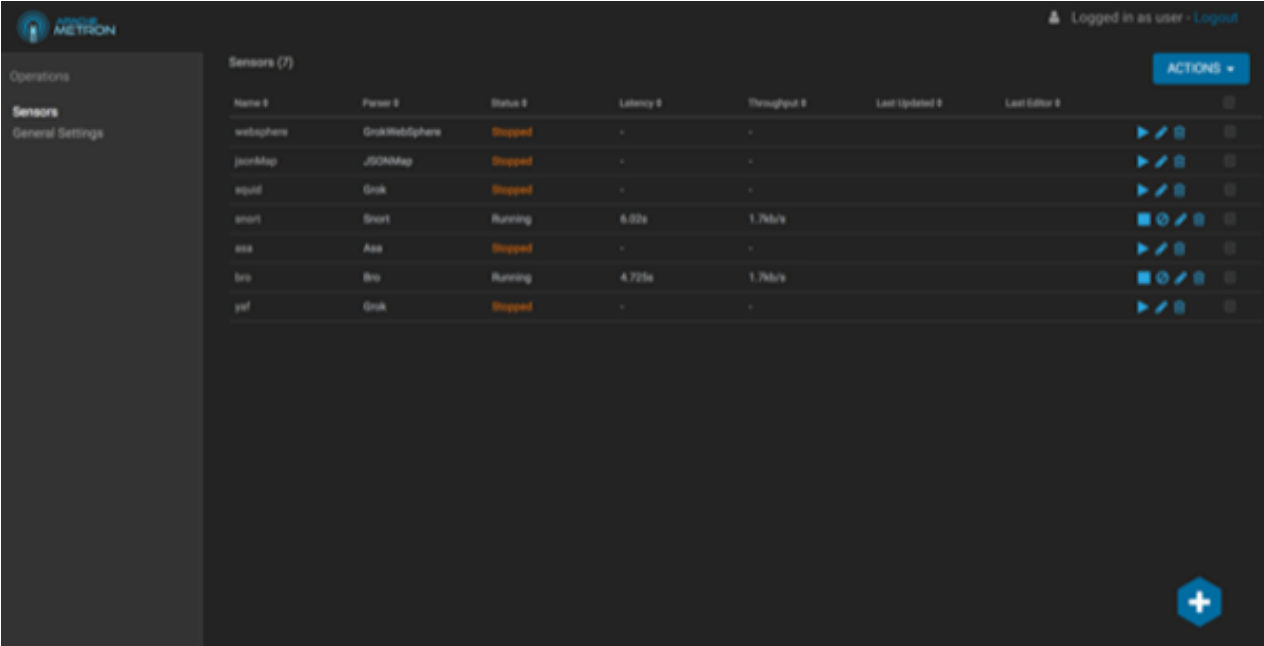 APACHE
METRON
Logged in as user - Logout
Operations
Sensors
General Settings
Sensors (7)
ACTIONS
Name Parser Status Latency Throughput Last Updated Last Editor
websphere GrokWebSphere Stopped - -
jsonMap JSONMap Stopped - -
squid Grok Stopped - -
snort Snort Running 6.02s 1.7kb/s
asa Asa Stopped - -
bro Bro Running 4.725s 1.7kb/s
yaf Grok Stopped - -